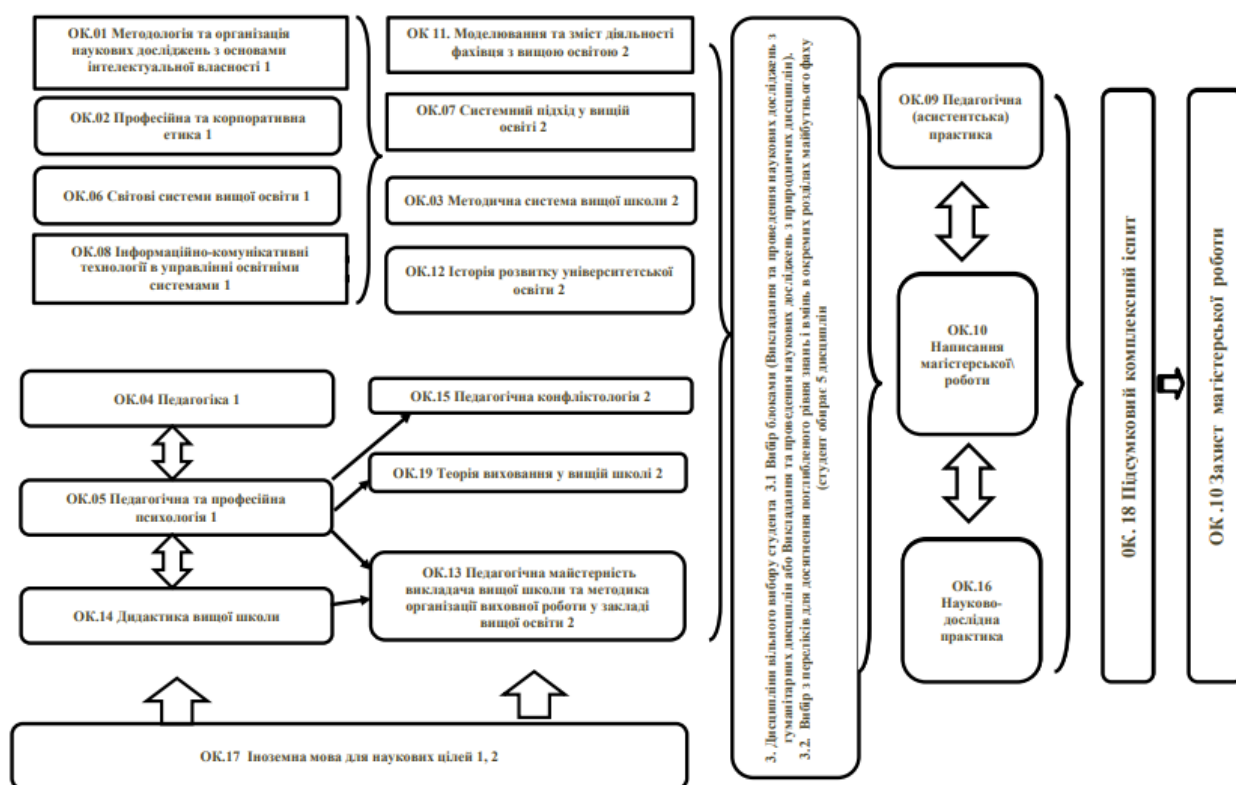 ОК.01 Методологія та організація
наукових досліджень з основами
інтелектуальної власності 1
ОК.02 Професійна та корпоративна
етика 1
ОК.06 Світові системи вищої освіти 1
ОК.08 Інформаційно-комунікативні
технології в управлінні освітніми
системами 1
ОК 11. Моделювання та зміст діяльності
фахівця з вищою освітою 2
ОК.07 Системний підхід у вищій
освіті 2
ОК.03 Методична система вищої школи 2
ОК.12 Історія розвитку університетської
освіти 2
ОК.04 Педагогіка 1
ОК.05 Педагогічна та професійна
психологія 1
ОК.14 Дидактика вищої школи
ОК.15 Педагогічна конфліктологія 2
ОК.19 Теорія виховання у вищій школі 2
ОК.13 Педагогічна майстерність
викладача вищої школи та методика
організації виховної роботи у закладі
вищої освіти 2
ОК.17 Іноземна мова для наукових цілей 1, 2
3. Дисципліни вільного вибору студента 3.1 Вибір блоками (Викладання та проведення наукових досліджень з
гуманітарних дисциплін або Викладання та проведення наукових досліджень з природничих дисциплін).
3.2. Вибір з переліків для досягнення поглибленого рівня знань і вмінь в окремих розділах майбутнього фаху
(студент обирає 5 дисциплін
ОК.09 Педагогічна
(асистентська)
практика
ОК.10
Написання
магістерської\
роботи
ОК.16
Науково-
дослідна
практика
0К. 18 Підсумковий комплексний іспит
ОК .10 Захист магістерської роботи